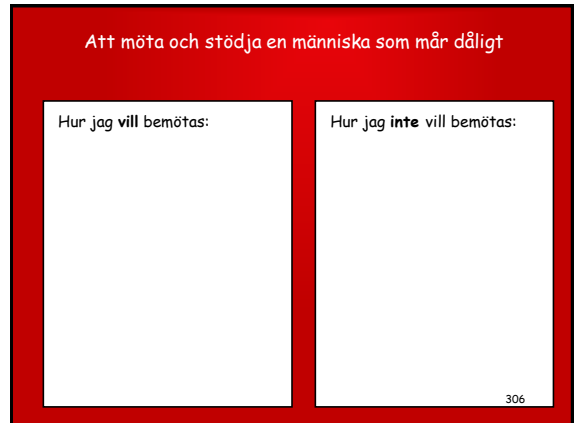 Att möta och stödja en människa som mår dåligt
Hur jag vill bemötas:
Hur jag inte vill bemötas:
306